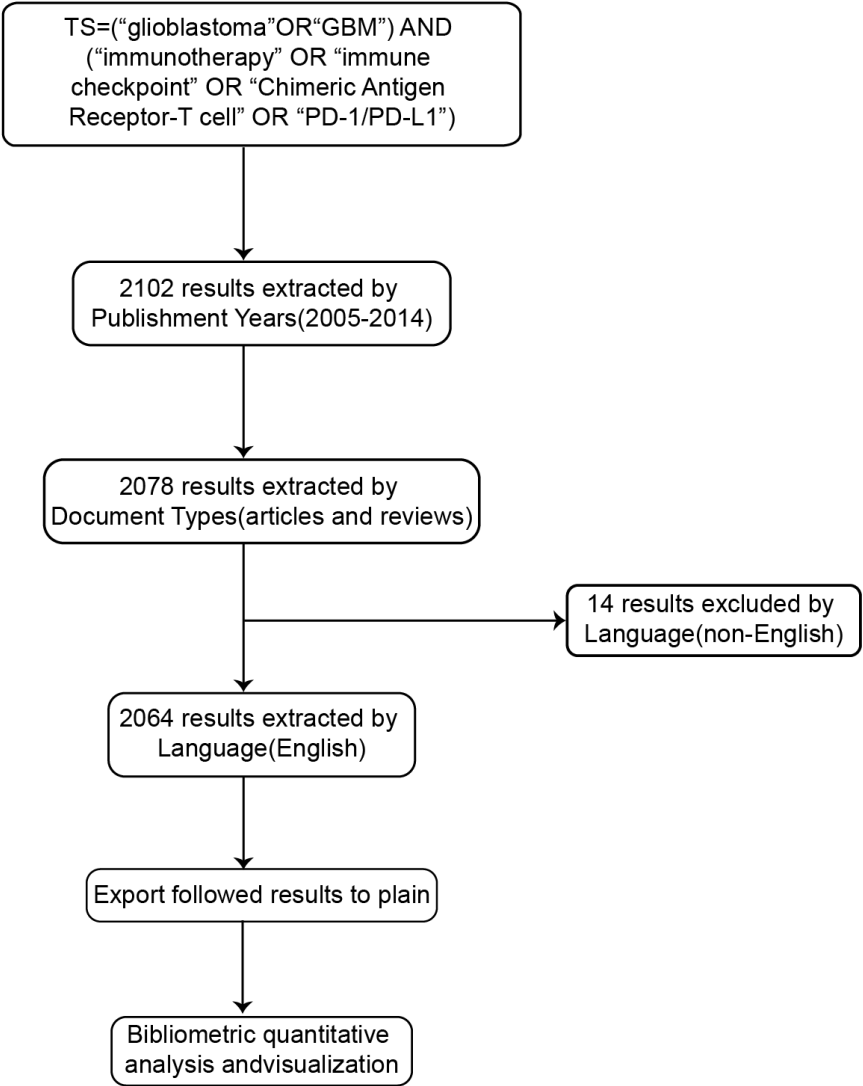 TS=(“glioblastoma”OR“GBM”) AND
(“immunotherapy” OR “immune
checkpoint” OR “Chimeric Antigen
Receptor-T cell” OR “PD-1/PD-L1”)
2102 results extracted by
Publishment Years(2005-2014)
2078 results extracted by
Document Types(articles and reviews)
14 results excluded by
Language(non-English)
2064 results extracted by
Language(English)
Export followed results to plain
Bibliometric quantitative
analysis andvisualization